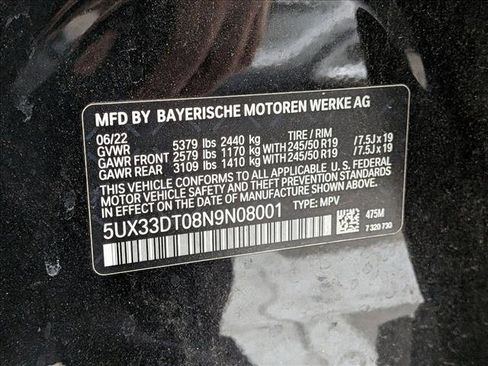 MFD BY BAYERISCHE MOTOREN WERKE AG
06/22 TIRE / RIM
GVWR 5379 lbs 2440 kg
GAWR FRONT 2579 lbs 1170 kg WITH 245/50 R19 /7.5J x 19
GAWR REAR 3109 lbs 1410 kg WITH 245/50 R19 /7.5J x 19
THIS VEHICLE CONFORMS TO ALL APPLICABLE U. S. FEDERAL
MOTOR VEHICLE SAFETY, BUMPER, AND THEFT PREVENTION
STANDARDS IN EFFECT ON THE
DATE OF MANUFACTURE SHOWN ABOVE.
5UX33DT08N9N08001 TYPE: MPV 475M
7 320 730